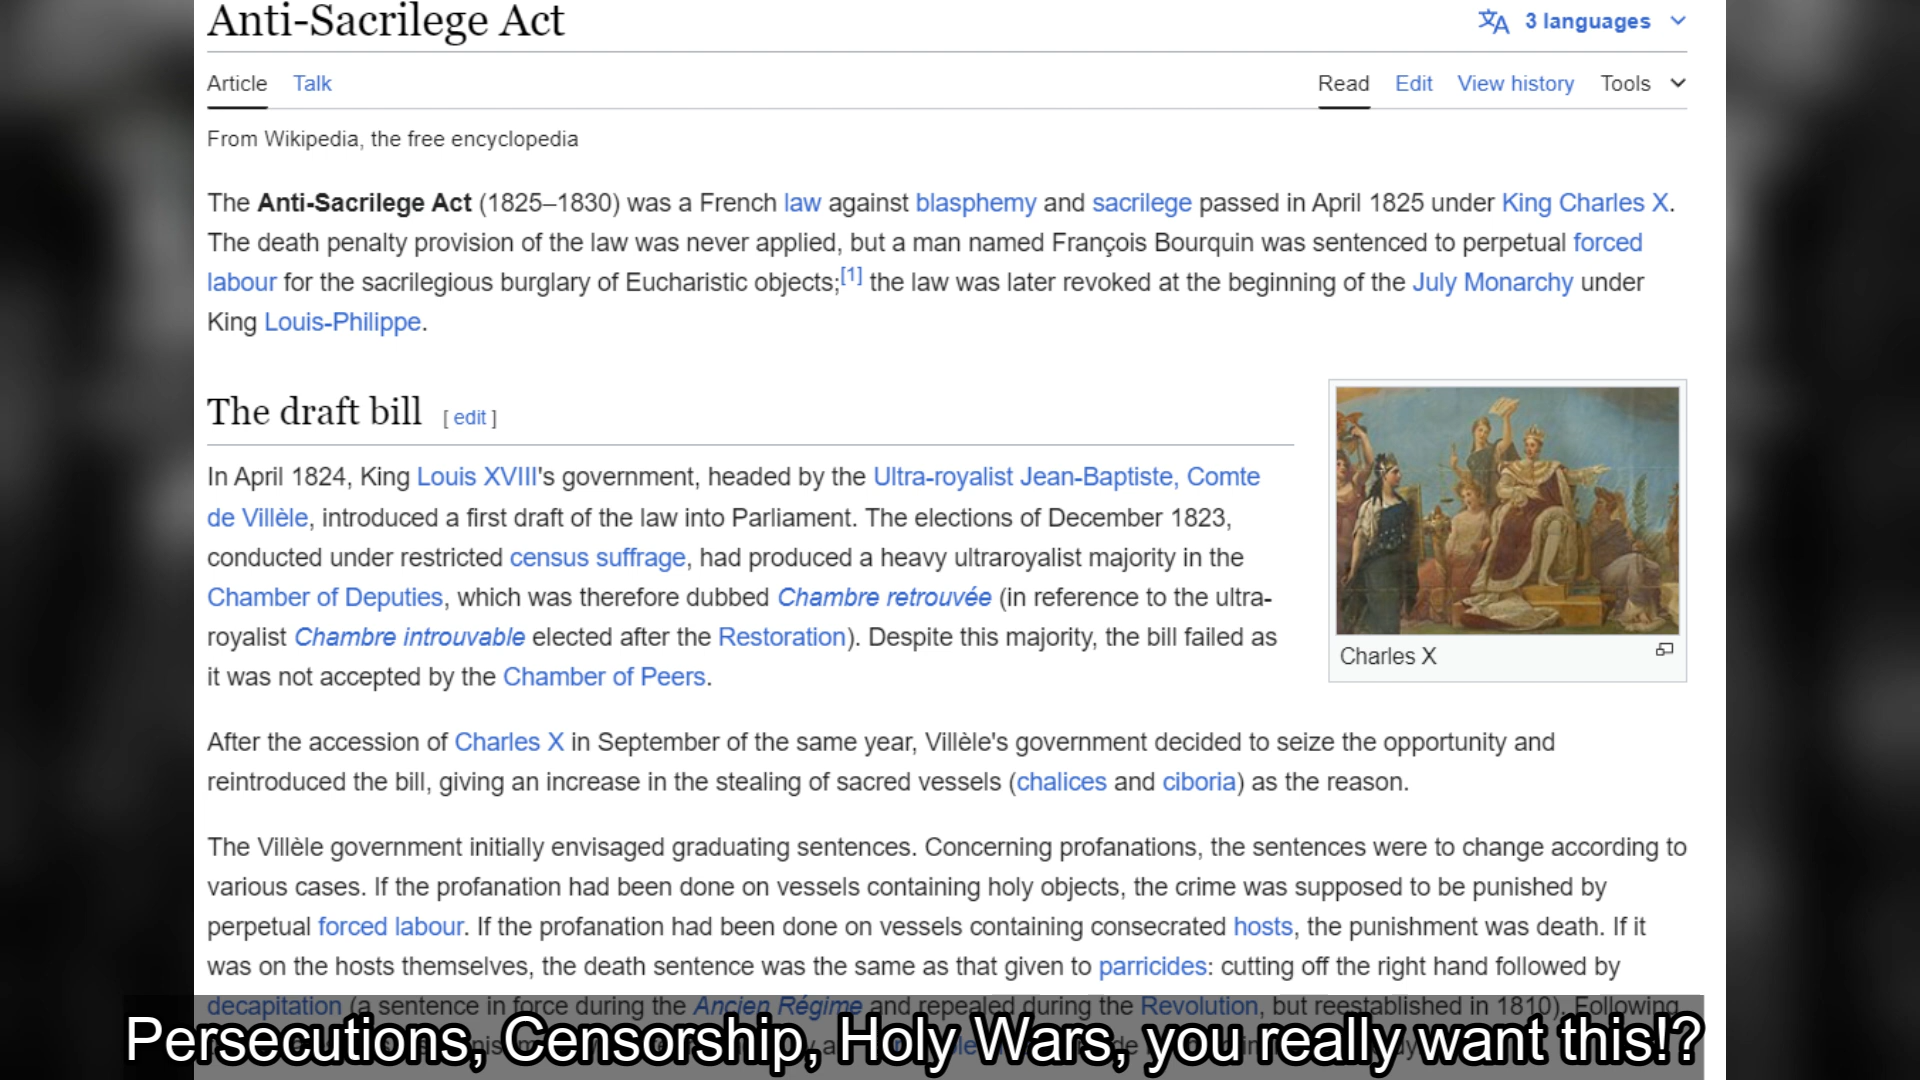 Anti-Sacrilege Act
3 languages
Article Talk
Read Edit View history Tools
From Wikipedia, the free encyclopedia
The Anti-Sacrilege Act (1825–1830) was a French law against blasphemy and sacrilege passed in April 1825 under King Charles X.
The death penalty provision of the law was never applied, but a man named François Bourquin was sentenced to perpetual forced
labour for the sacrilegious burglary of Eucharistic objects;[1] the law was later revoked at the beginning of the July Monarchy under
King Louis-Philippe.
The draft bill [ edit ]
In April 1824, King Louis XVIII's government, headed by the Ultra-royalist Jean-Baptiste, Comte
de Villèle, introduced a first draft of the law into Parliament. The elections of December 1823,
conducted under restricted census suffrage, had produced a heavy ultraroyalist majority in the
Chamber of Deputies, which was therefore dubbed Chambre retrouvée (in reference to the ultra-
royalist Chambre introuvable elected after the Restoration). Despite this majority, the bill failed as
it was not accepted by the Chamber of Peers.
Charles X
After the accession of Charles X in September of the same year, Villèle's government decided to seize the opportunity and
reintroduced the bill, giving an increase in the stealing of sacred vessels (chalices and ciboria) as the reason.
The Villèle government initially envisaged graduating sentences. Concerning profanations, the sentences were to change according to
various cases. If the profanation had been done on vessels containing holy objects, the crime was supposed to be punished by
perpetual forced labour. If the profanation had been done on vessels containing consecrated hosts, the punishment was death. If it
was on the hosts themselves, the death sentence was the same as that given to parricides: cutting off the right hand followed by
decapitation (a sentence in force during the Ancien Régime and repealed during the Revolution, but reestablished in 1810). Following
Persecutions, Censorship, Holy Wars, you really want this!?